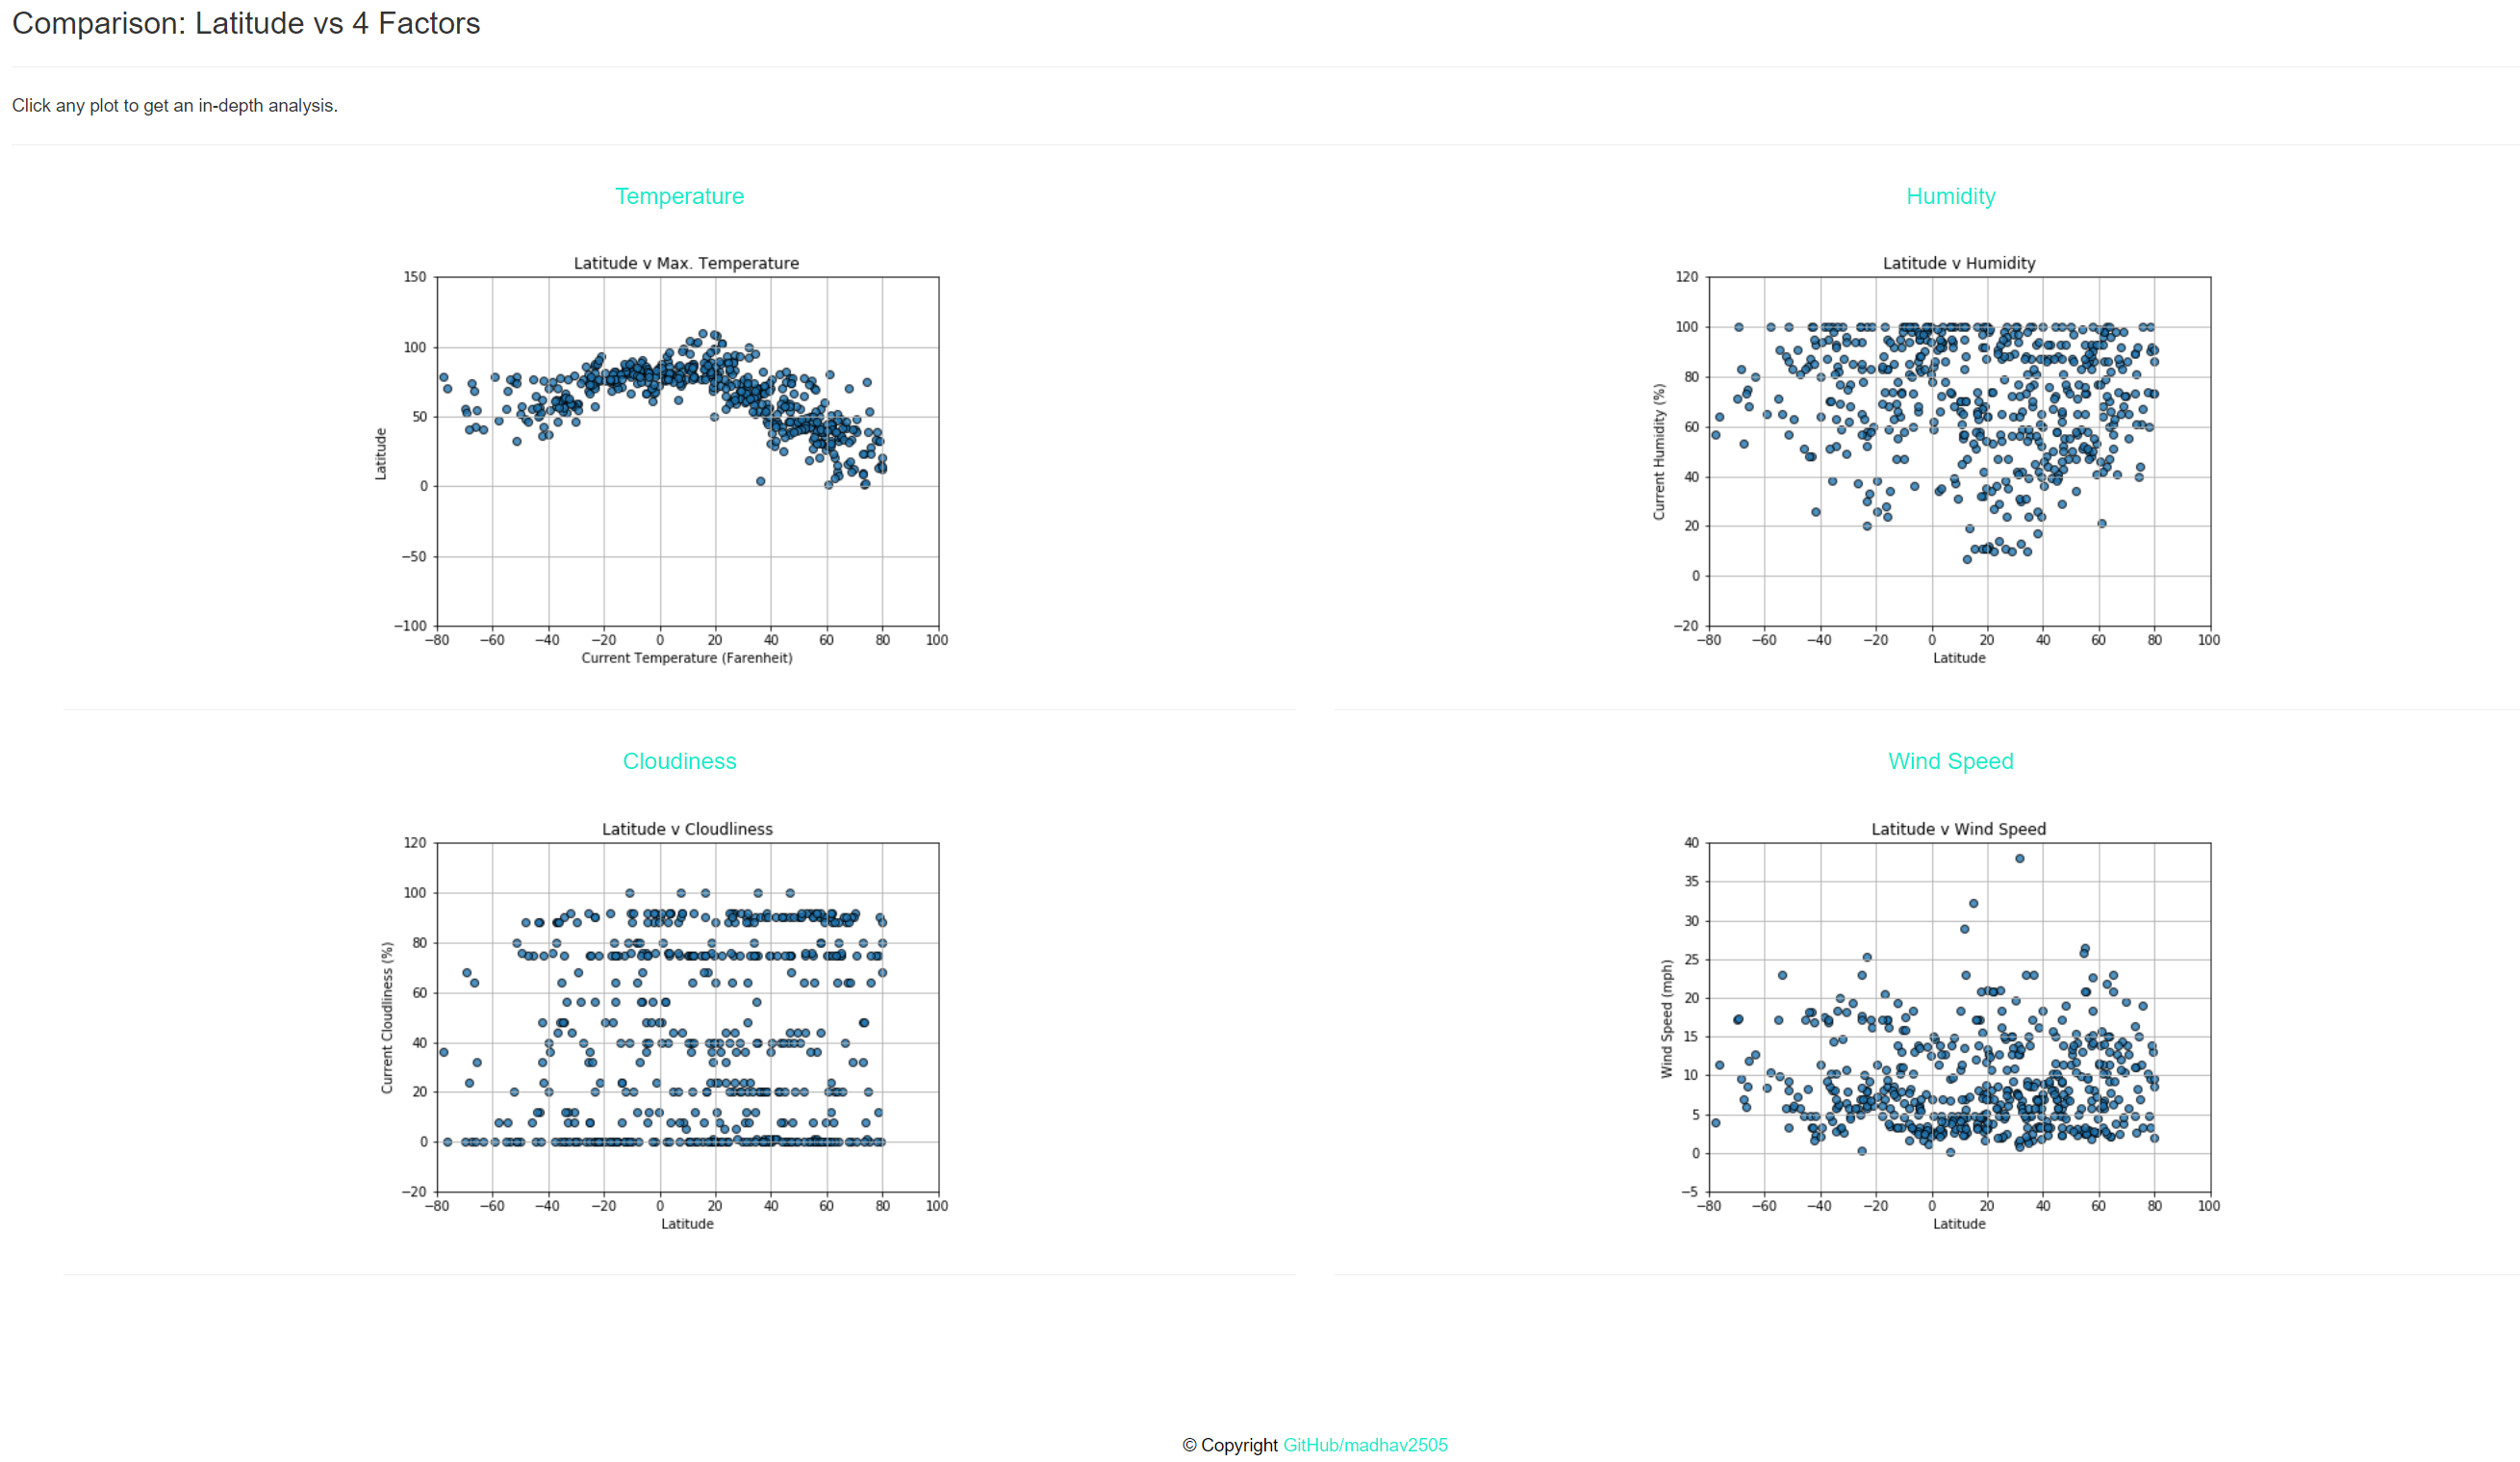 Comparison: Latitude vs 4 Factors
Click any plot to get an in-depth analysis.
Temperature
Latitude v Max. Temperature
150
100
50
0
−50
−100
Latitude
−80 −60 −40 −20 0 20 40 60 80 100
Current Temperature (Farenheit)
Humidity
Latitude v Humidity
120
100
80
60
40
20
0
−20
Current Humidity (%)
−80 −60 −40 −20 0 20 40 60 80 100
Latitude
Cloudiness
Latitude v Cloudliness
120
100
80
60
40
20
0
−20
Current Cloudliness (%)
−80 −60 −40 −20 0 20 40 60 80 100
Latitude
Wind Speed
Latitude v Wind Speed
40
35
30
25
20
15
10
5
0
−5
Wind Speed (mph)
−80 −60 −40 −20 0 20 40 60 80 100
Latitude
© Copyright GitHub/madhav2505